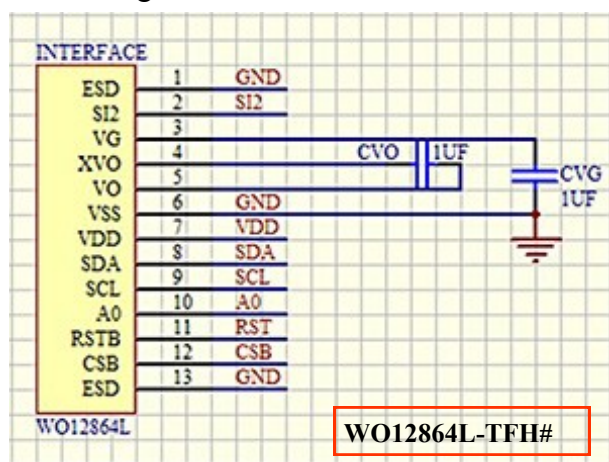 INTERFACE
ESD 1 GND
SI2 2 SI2
VG 3
XVO 4 CVO 1UF
VO 5 CVG
1UF
VSS 6 GND
VDD 7 VDD
SDA 8 SDA
SCL 9 SCL
A0 10 A0
RSTB 11 RST
CSB 12 CSB
ESD 13 GND
WO12864L
WO12864L-TFH#